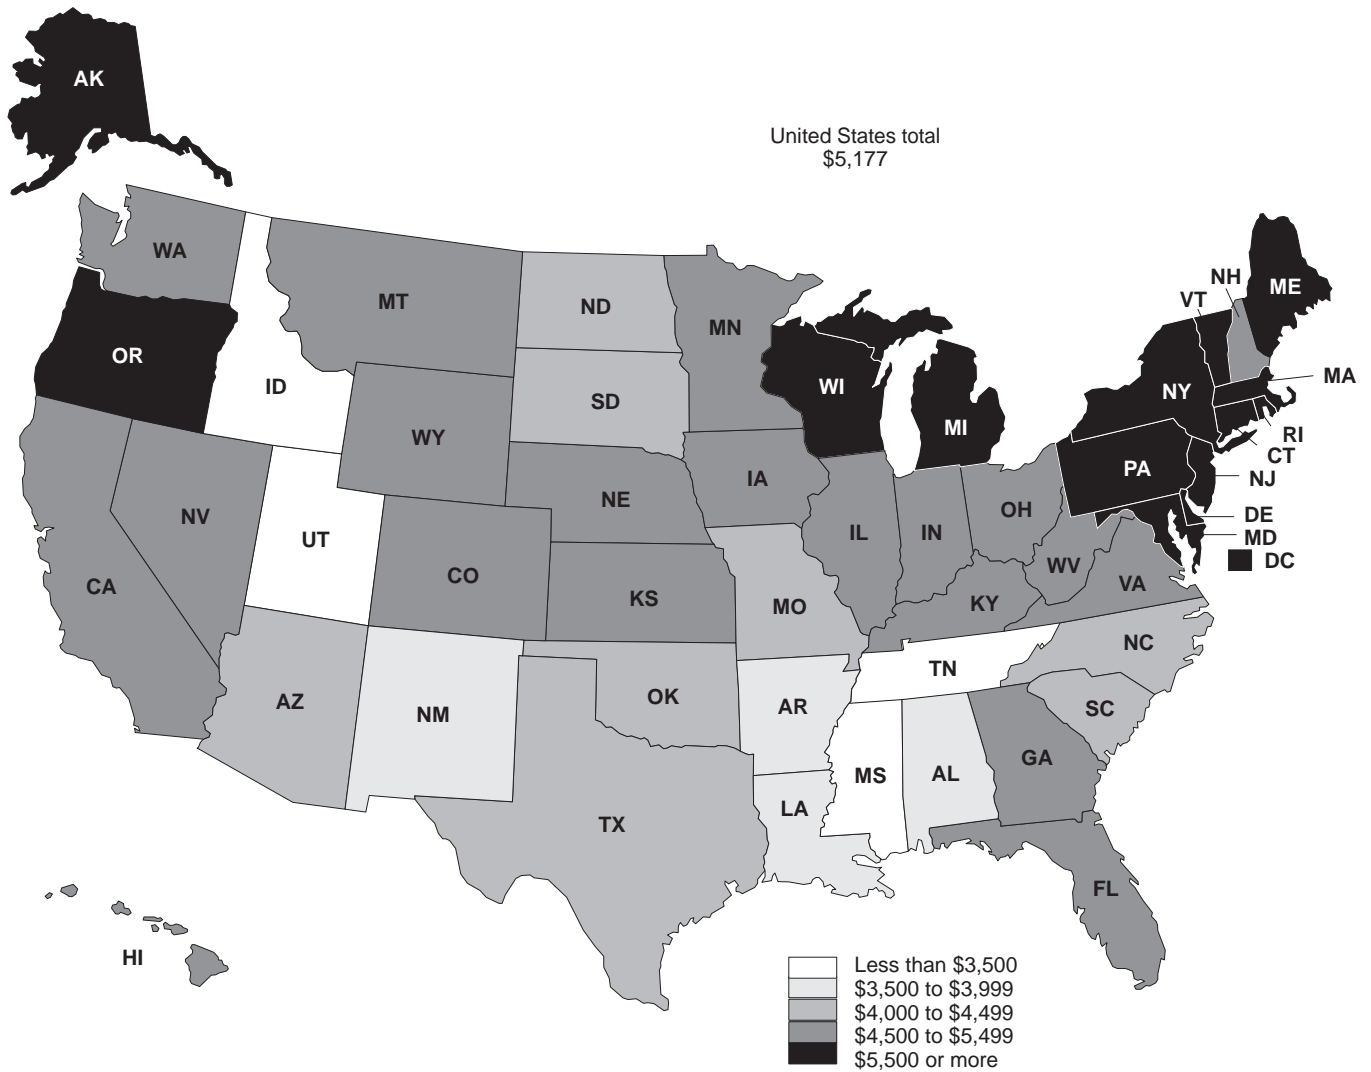 AK
United States total
$5,177
WA
MT
ND
MN
NH
VT
ME
OR
ID
SD
WI
MI
NY
MA
WY
RI
CT
IA
NE
PA
NJ
NV
UT
CO
IL
IN
OH
DE
MD
DC
CA
KS
MO
WV
VA
KY
NC
TN
AZ
NM
OK
AR
SC
TX
LA
MS
AL
GA
FL
HI
Less than $3,500
$3,500 to $3,999
$4,000 to $4,499
$4,500 to $5,499
$5,500 or more